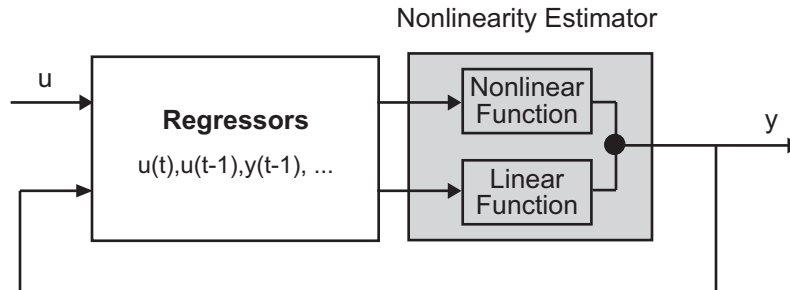 Nonlinearity Estimator
u
Regressors
u(t),u(t-1),y(t-1), ...
Nonlinear
Function
Linear
Function
y